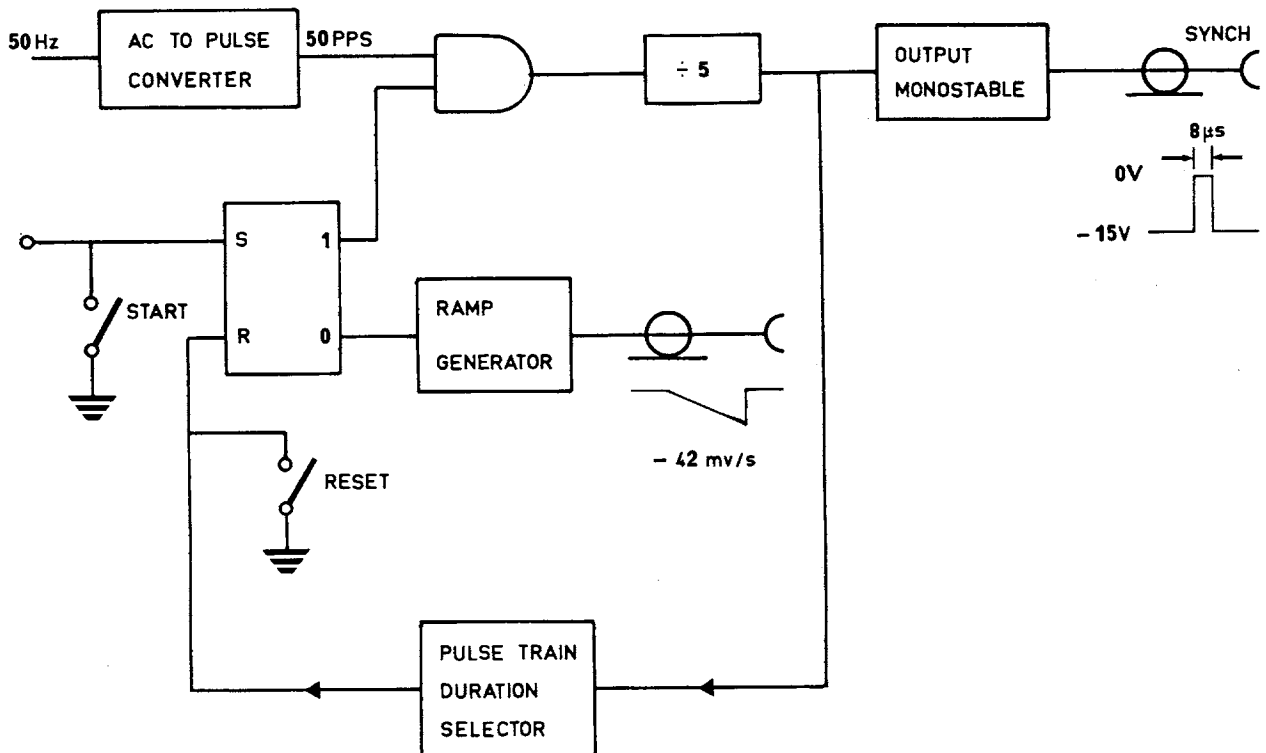 50 Hz
AC TO PULSE
CONVERTER
50 PPS
÷ 5
OUTPUT
MONOSTABLE
SYNCH
8 µs
0V
– 15V
S
1
R
0
START
RAMP
GENERATOR
– 42 mv/s
RESET
PULSE TRAIN
DURATION
SELECTOR